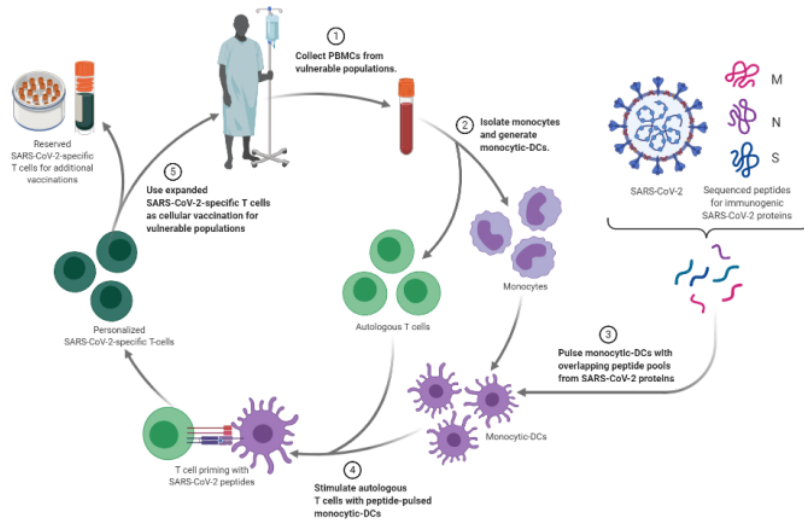 1
Collect PBMCs from
vulnerable populations.
2
Isolate monocytes
and generate
monocytic-DCs.
M
N
S
SARS-CoV-2
Sequenced peptides
for immunogenic
SARS-CoV-2 proteins
Reserved
SARS-CoV-2-specific
T cells for additional
vaccinations
5
Use expanded
SARS-CoV-2-specific T cells
as cellular vaccination for
vulnerable populations
Monocytes
Autologous T cells
Personalized
SARS-CoV-2-specific T-cells
3
Pulse monocytic-DCs with
overlapping peptide pools
from SARS-CoV-2 proteins
Monocytic-DCs
T cell priming with
SARS-CoV-2 peptides
4
Stimulate autologous
T cells with peptide-pulsed
monocytic-DCs